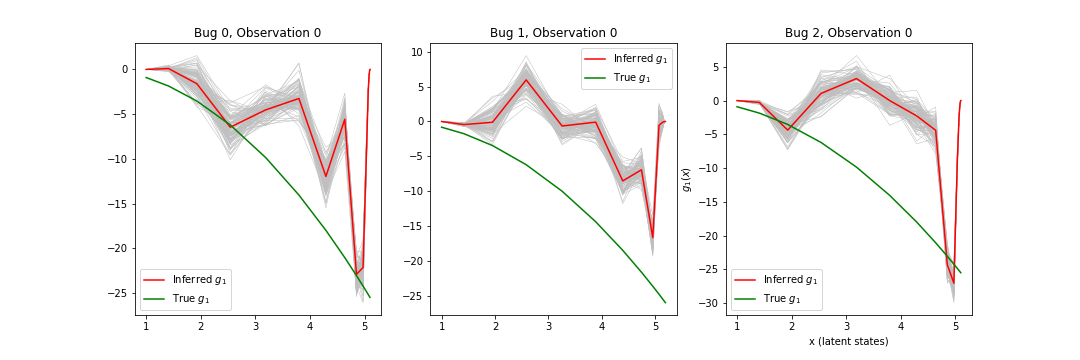 Bug 0, Observation 0
0
−5
−10
−15
−20
−25
1 2 3 4 5
Inferred g₁
True g₁
Bug 1, Observation 0
10
5
0
−5
−10
−15
−20
−25
1 2 3 4 5
Inferred g₁
True g₁
Bug 2, Observation 0
g₁(x)
5
0
−5
−10
−15
−20
−25
−30
1 2 3 4 5
x (latent states)
Inferred g₁
True g₁